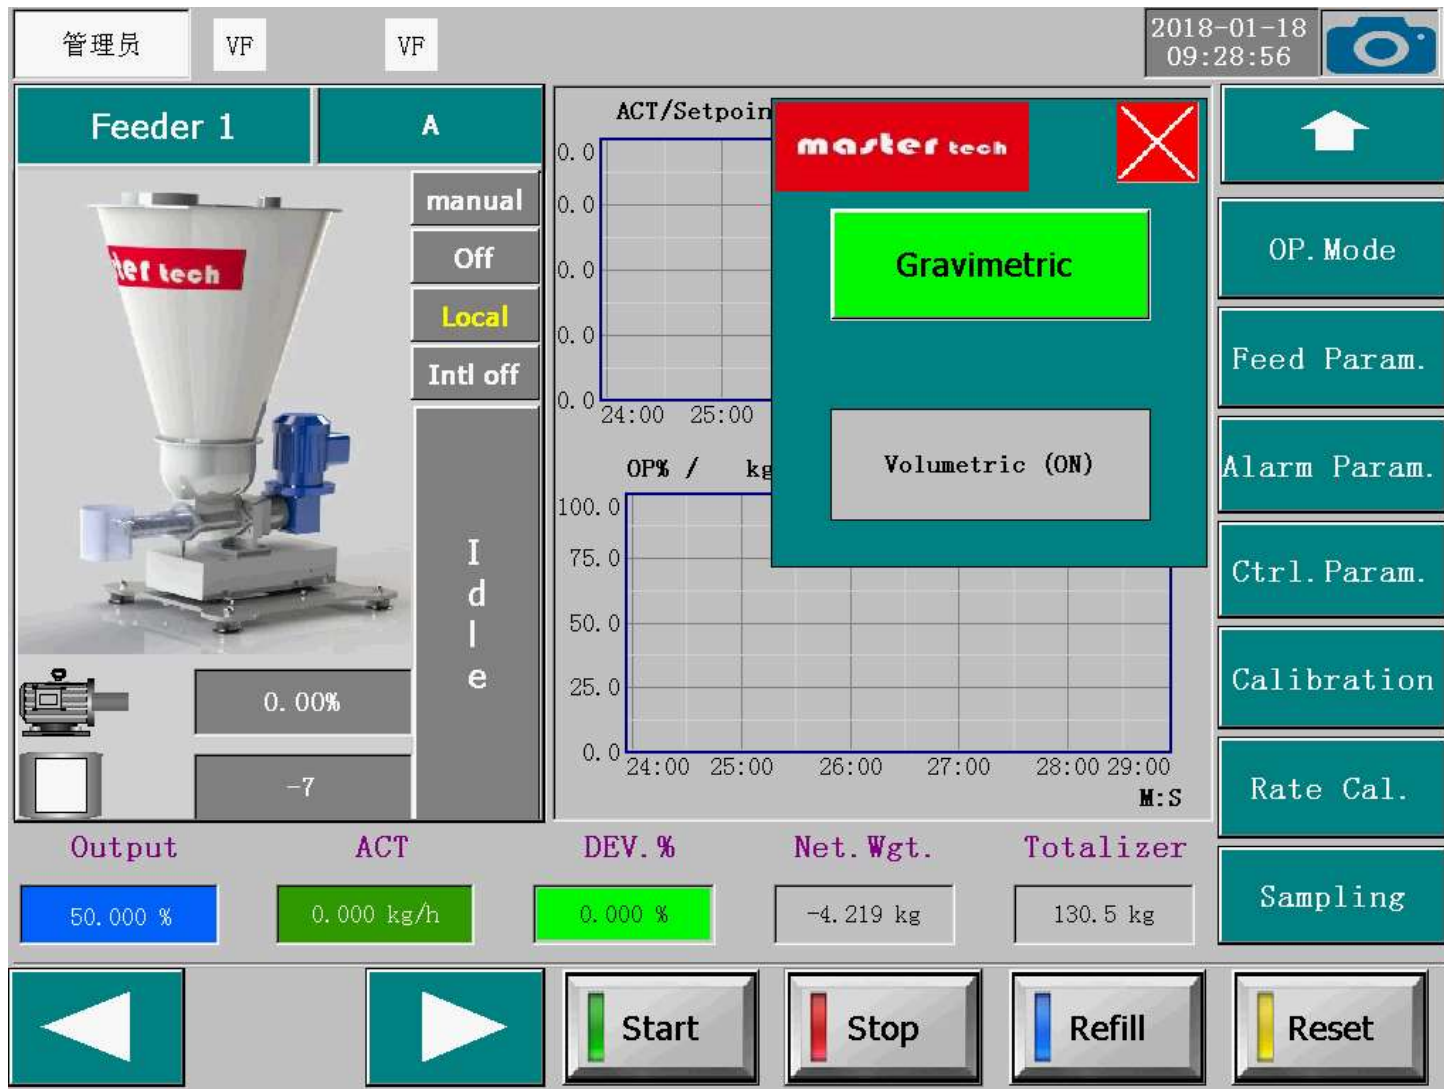 管理员
VF
VF
2018-01-18
09:28:56
Feeder 1
A
manual
Off
Local
Intl off
Idle
ter tech
0.00%
-7
ACT/Setpoin
0.0
0.0
0.0
0.0
0.0
24:00 25:00
OP% / kg
100.0
75.0
50.0
25.0
0.0
24:00 25:00 26:00 27:00 28:00 29:00
M:S
master tech
Gravimetric
Volumetric (ON)
OP.Mode
Feed Param.
Alarm Param.
Ctrl.Param.
Calibration
Rate Cal.
Sampling
Output ACT DEV.% Net.Wgt. Totalizer
50.000 % 0.000 kg/h 0.000 % -4.219 kg 130.5 kg
Start Stop Refill Reset